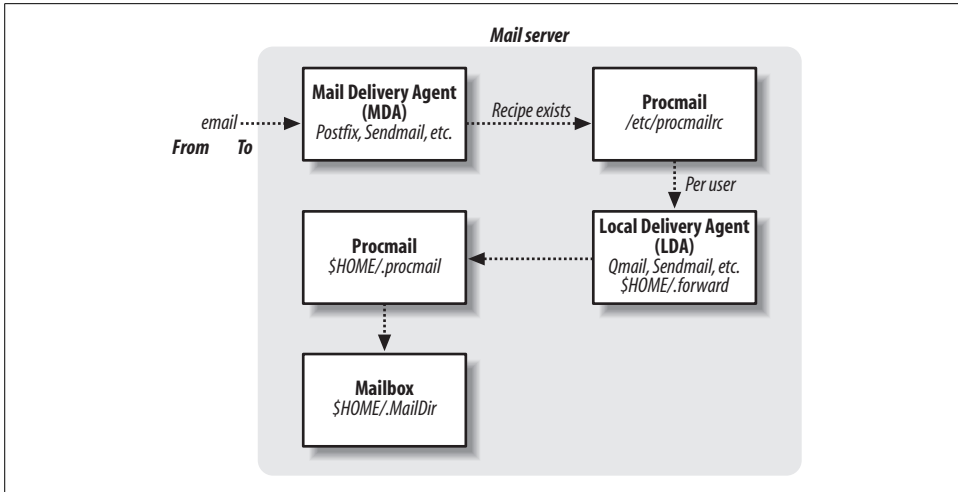 Mail server
email
From To
Mail Delivery Agent
(MDA)
Postfix, Sendmail, etc.
Recipe exists
Procmail
/etc/procmailrc
Per user
Local Delivery Agent
(LDA)
Qmail, Sendmail, etc.
$HOME/.forward
Procmail
$HOME/.procmail
Mailbox
$HOME/.MailDir